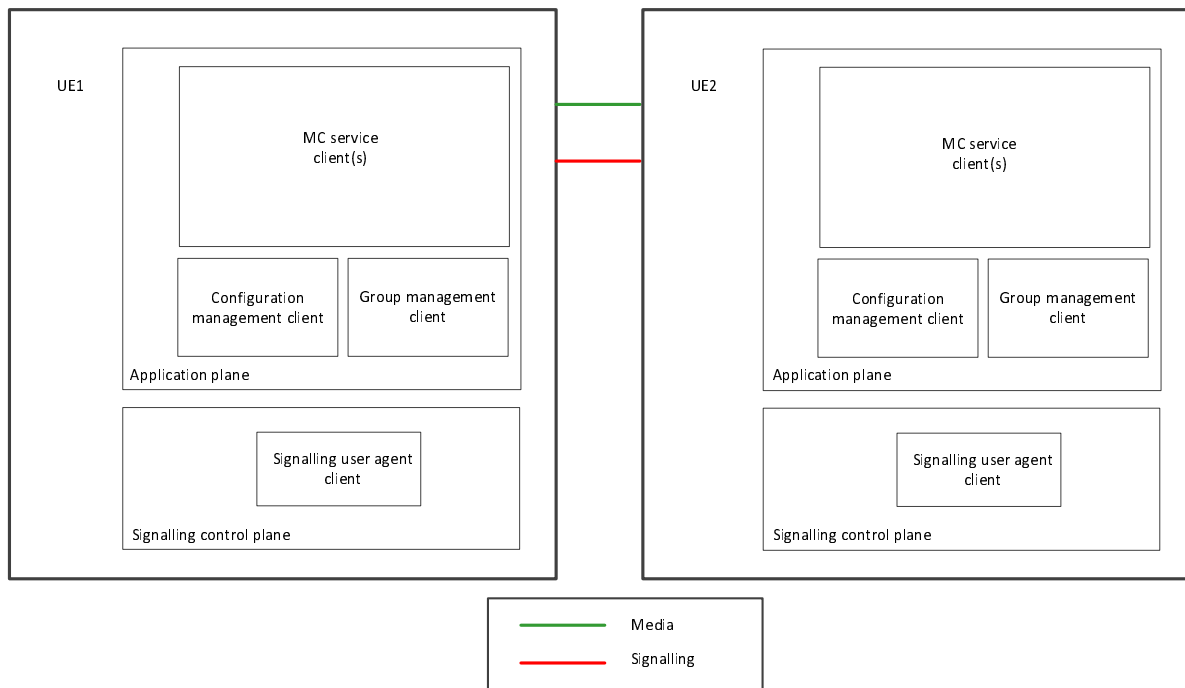 UE1
MC service
client(s)
Configuration
management client
Group management
client
Application plane
Signalling user agent
client
Signalling control plane
UE2
MC service
client(s)
Configuration
management client
Group management
client
Application plane
Signalling user agent
client
Signalling control plane
Media
Signalling